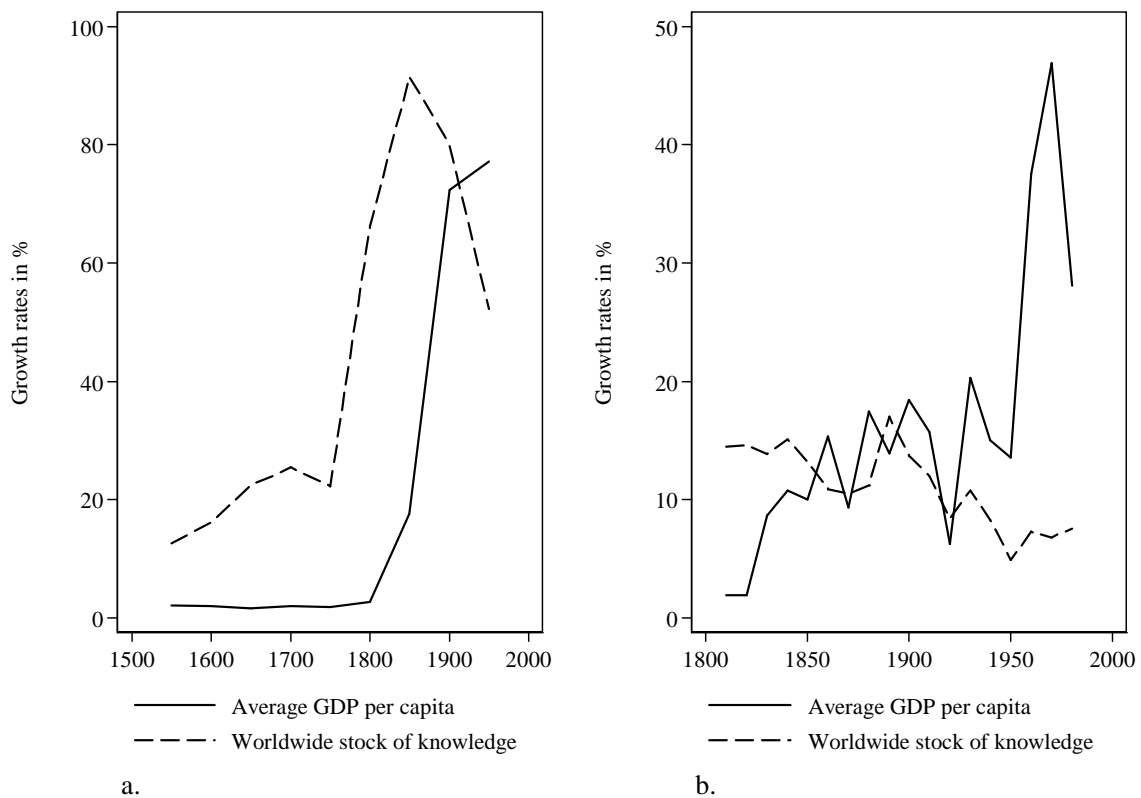 100
80
60
40
20
0
Growth rates in %
1500 1600 1700 1800 1900 2000
Average GDP per capita
Worldwide stock of knowledge
a.
50
40
30
20
10
0
Growth rates in %
1800 1850 1900 1950 2000
Average GDP per capita
Worldwide stock of knowledge
b.